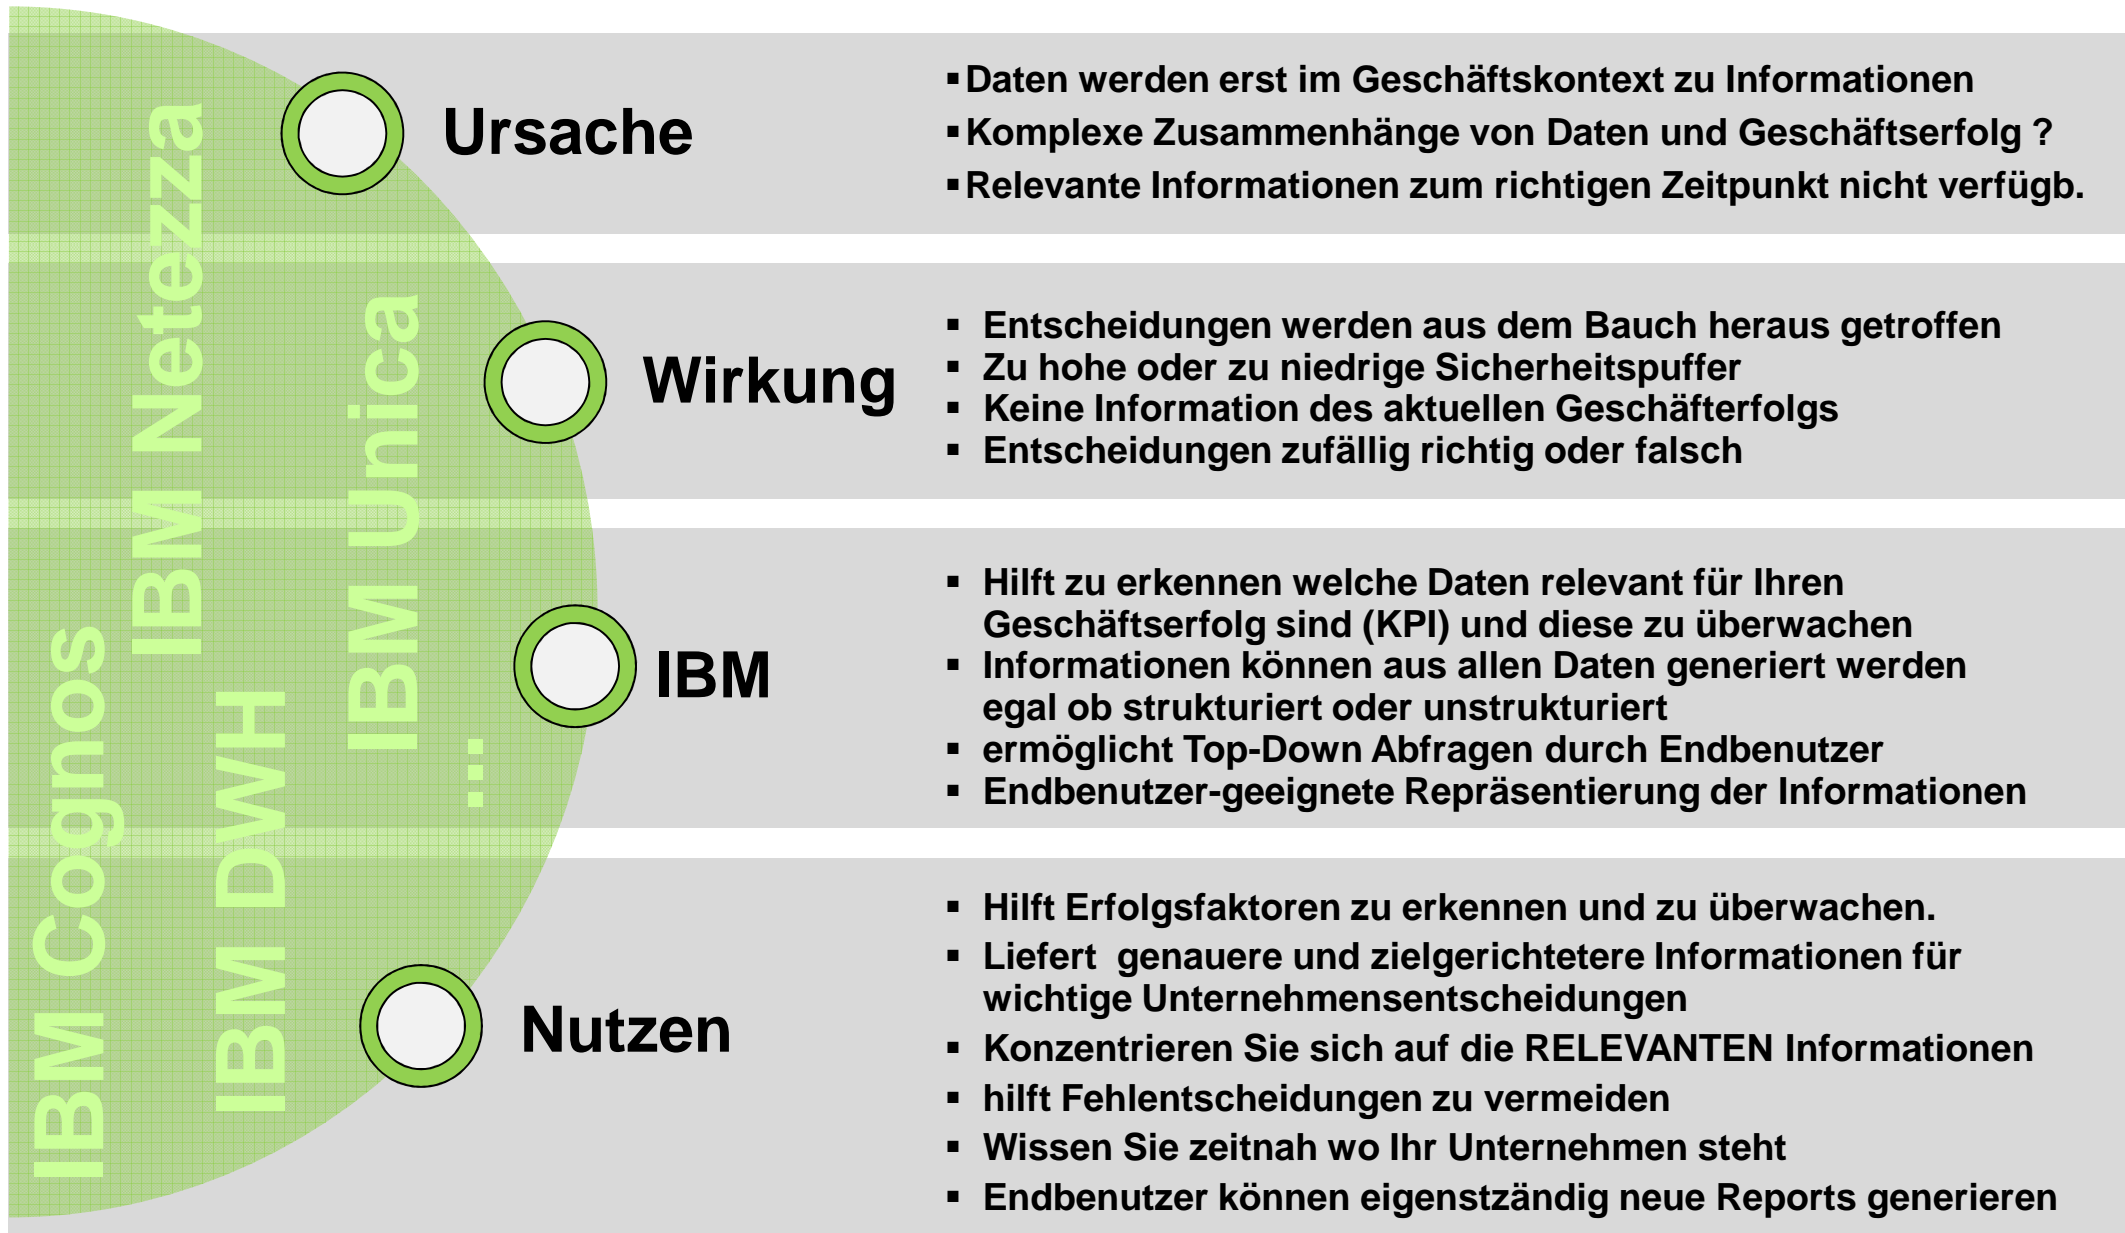 IBM Cognos
IBM Netezza
IBM DWH
IBM Unica
...
Ursache
▪Daten werden erst im Geschäftskontext zu Informationen
▪Komplexe Zusammenhänge von Daten und Geschäftserfolg ?
▪Relevante Informationen zum richtigen Zeitpunkt nicht verfügb.
Wirkung
▪ Entscheidungen werden aus dem Bauch heraus getroffen
▪ Zu hohe oder zu niedrige Sicherheitspuffer
▪ Keine Information des aktuellen Geschäfterfolgs
▪ Entscheidungen zufällig richtig oder falsch
IBM
▪ Hilft zu erkennen welche Daten relevant für Ihren
Geschäftserfolg sind (KPI) und diese zu überwachen
▪ Informationen können aus allen Daten generiert werden
egal ob strukturiert oder unstrukturiert
▪ ermöglicht Top-Down Abfragen durch Endbenutzer
▪ Endbenutzer-geeignete Repräsentierung der Informationen
Nutzen
▪ Hilft Erfolgsfaktoren zu erkennen und zu überwachen.
▪ Liefert genauere und zielgerichtetere Informationen für
wichtige Unternehmensentscheidungen
▪ Konzentrieren Sie sich auf die RELEVANTEN Informationen
▪ hilft Fehlentscheidungen zu vermeiden
▪ Wissen Sie zeitnah wo Ihr Unternehmen steht
▪ Endbenutzer können eigenstzändig neue Reports generieren